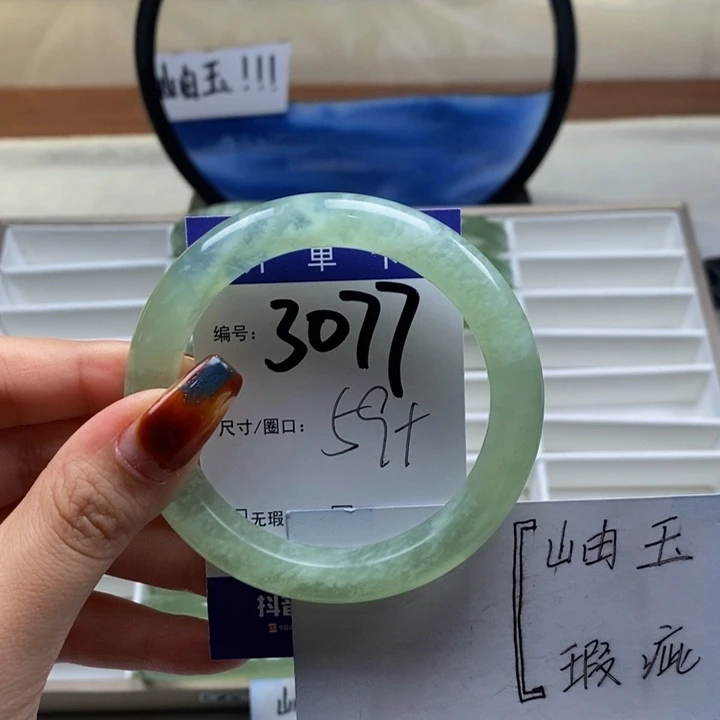 岫玉!!!
单
编号: 3077
尺寸/圈口: 59+
无瑕
抖音
岫玉
瑕疵